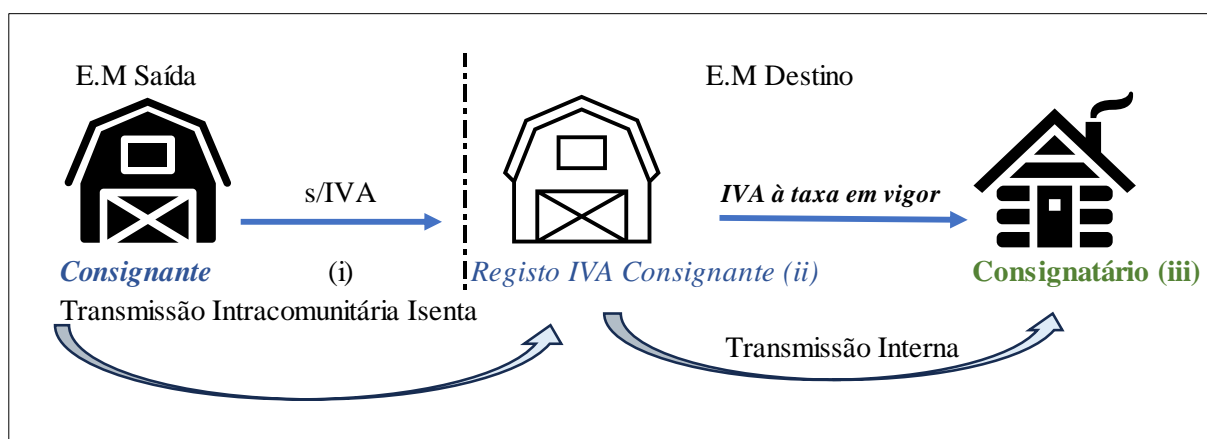 E.M Saída
E.M Destino
s/IVA
IVA à taxa em vigor
Consignante
(i)
Registo IVA Consignante (ii)
Consignatário (iii)
Transmissão Intracomunitária Isenta
Transmissão Interna